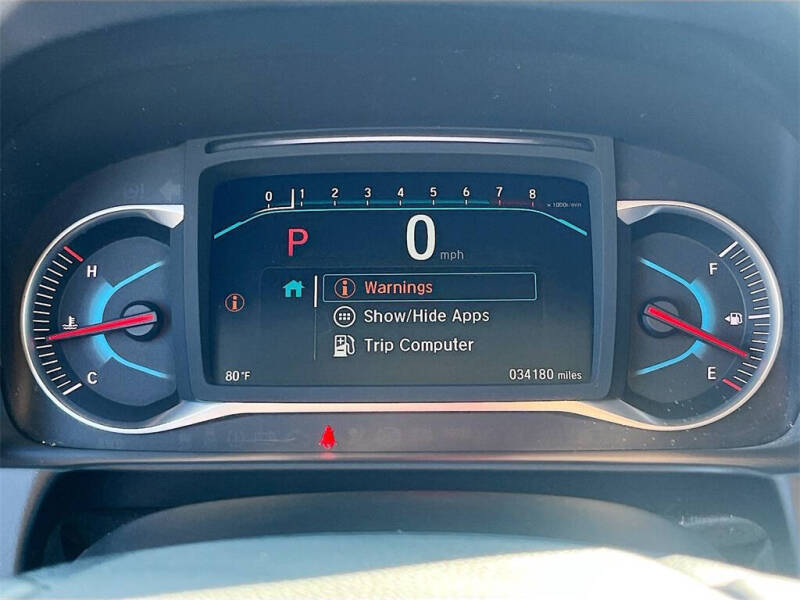 0 1 2 3 4 5 6 7 8 x 1000r/min
P 0 mph
H F
Warnings
Show/Hide Apps
Trip Computer
C E
80°F 034180 miles